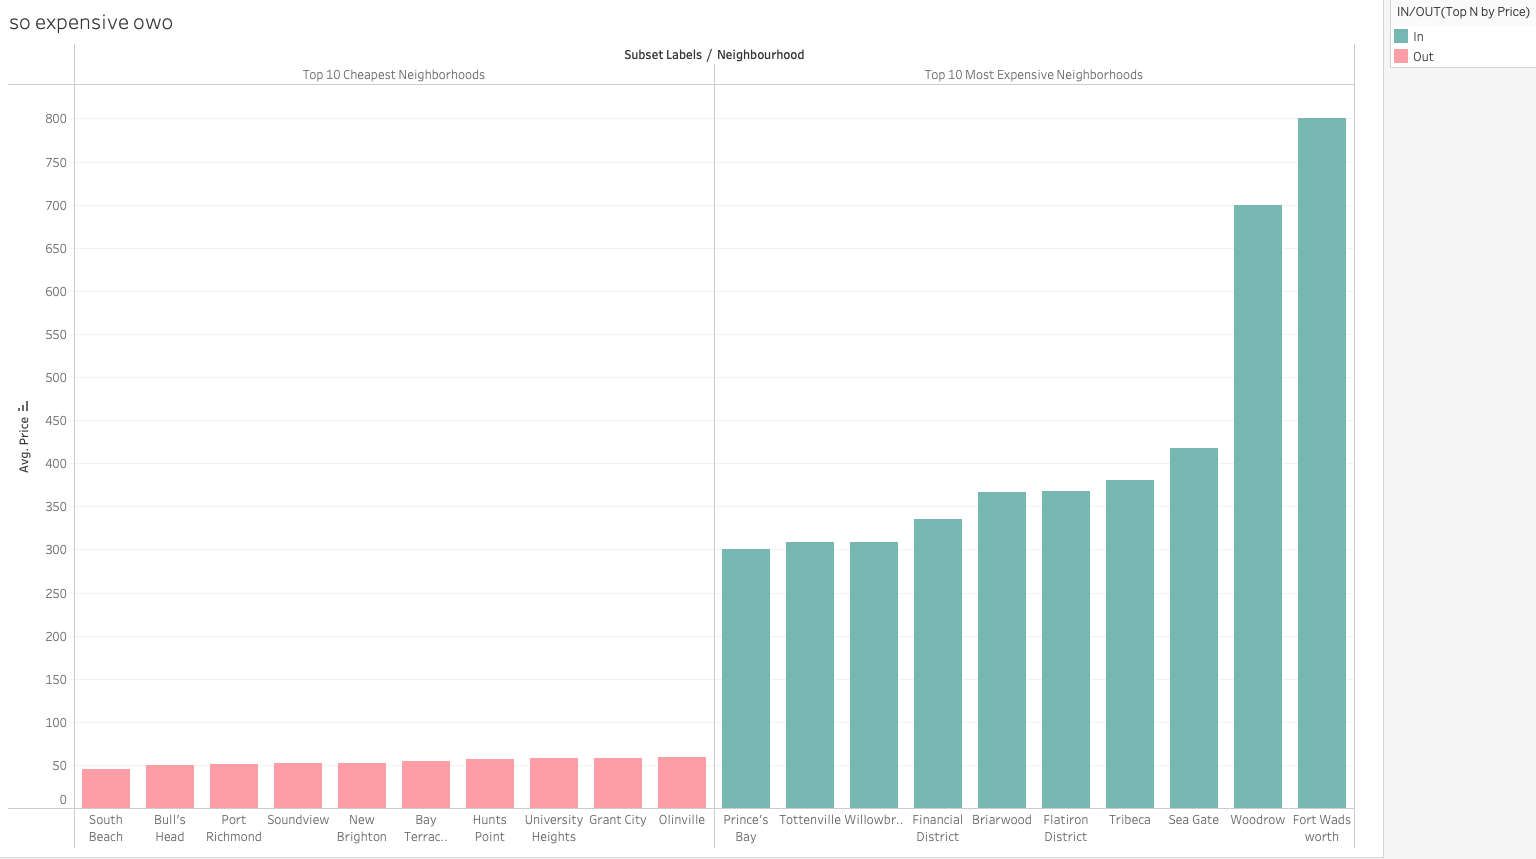 so expensive owo
IN/OUT(Top N by Price)
In
Out
Subset Labels / Neighbourhood
Top 10 Cheapest Neighborhoods
Top 10 Most Expensive Neighborhoods
Avg. Price
800
750
700
650
600
550
500
450
400
350
300
250
200
150
100
50
0
South Beach
Bull's Head
Port Richmond
Soundview
New Brighton
Bay Terrac..
Hunts Point
University Heights
Grant City
Olinville
Prince's Bay
Tottenville
Willowbr..
Financial District
Briarwood
Flatiron District
Tribeca
Sea Gate
Woodrow
Fort Wads worth